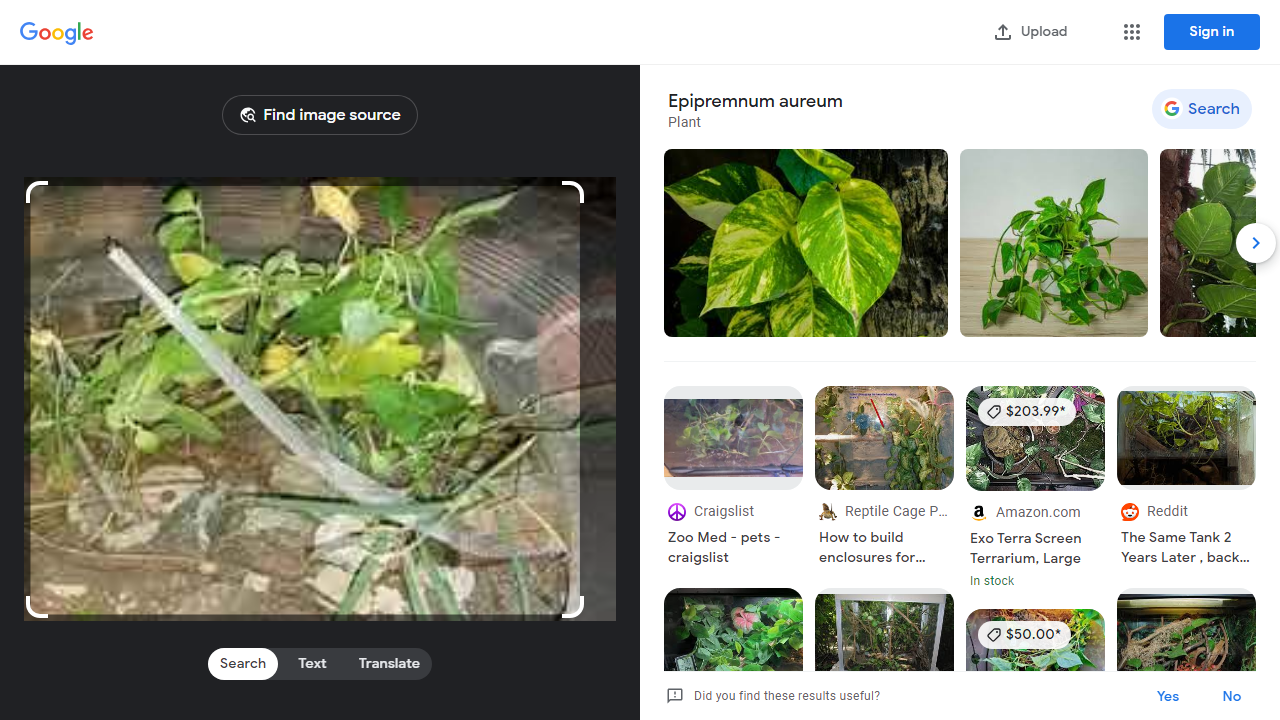 Google
Upload
Sign in
Find image source
Epipremnum aureum
Plant
Search
$203.99*
Craigslist
Zoo Med - pets -
craigslist
Reptile Cage P...
How to build
enclosures for...
Amazon.com
Exo Terra Screen
Terrarium, Large
In stock
Reddit
The Same Tank 2
Years Later , back...
$50.00*
Search
Text
Translate
Did you find these results useful?
Yes
No